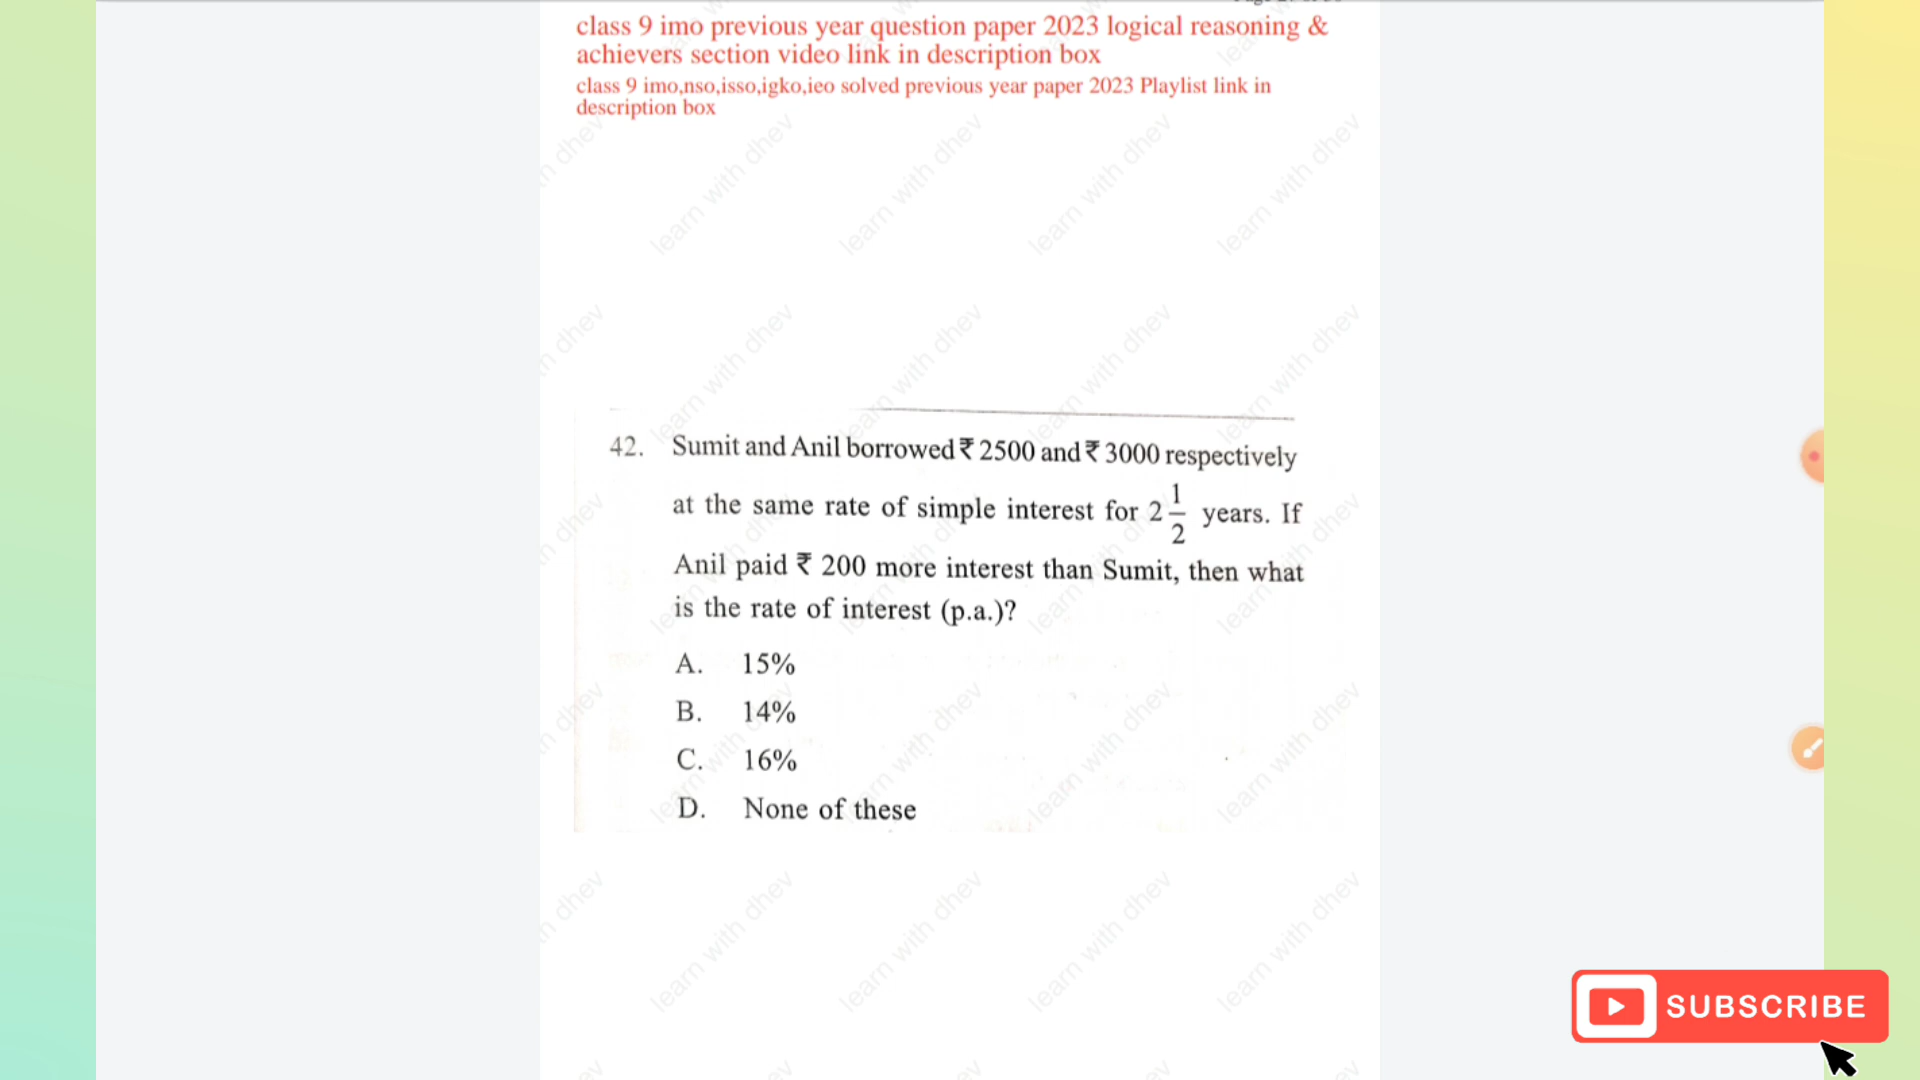 class 9 imo previous year question paper 2023 logical reasoning &
achievers section video link in description box
class 9 imo,nso,isso,igko,ieo solved previous year paper 2023 Playlist link in
description box
42. Sumit and Anil borrowed ₹ 2500 and ₹ 3000 respectively
at the same rate of simple interest for 2 1/2 years. If
Anil paid ₹ 200 more interest than Sumit, then what
is the rate of interest (p.a.)?
A. 15%
B. 14%
C. 16%
D. None of these
learn with dhev
SUBSCRIBE